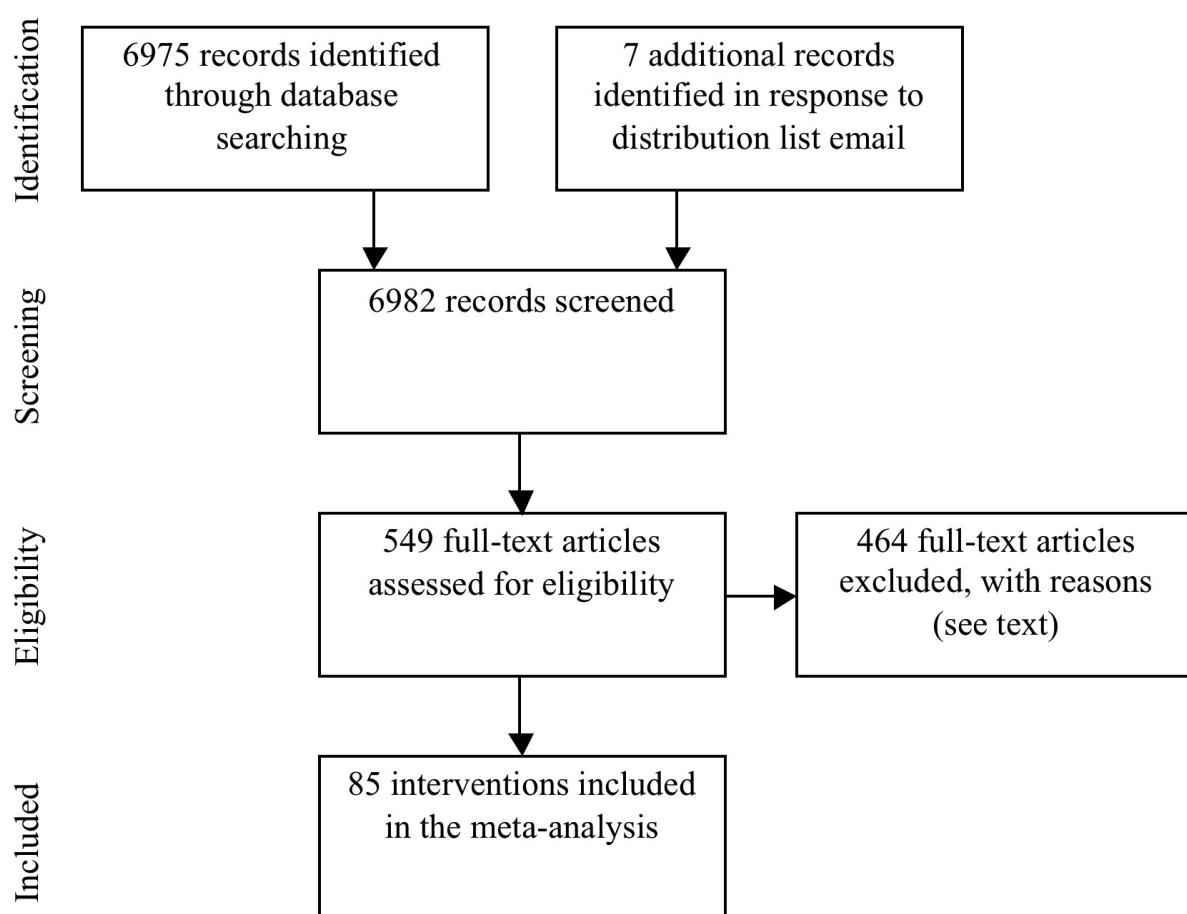 Identification
6975 records identified
through database
searching
7 additional records
identified in response to
distribution list email
Screening
6982 records screened
Eligibility
549 full-text articles
assessed for eligibility
464 full-text articles
excluded, with reasons
(see text)
Included
85 interventions included
in the meta-analysis